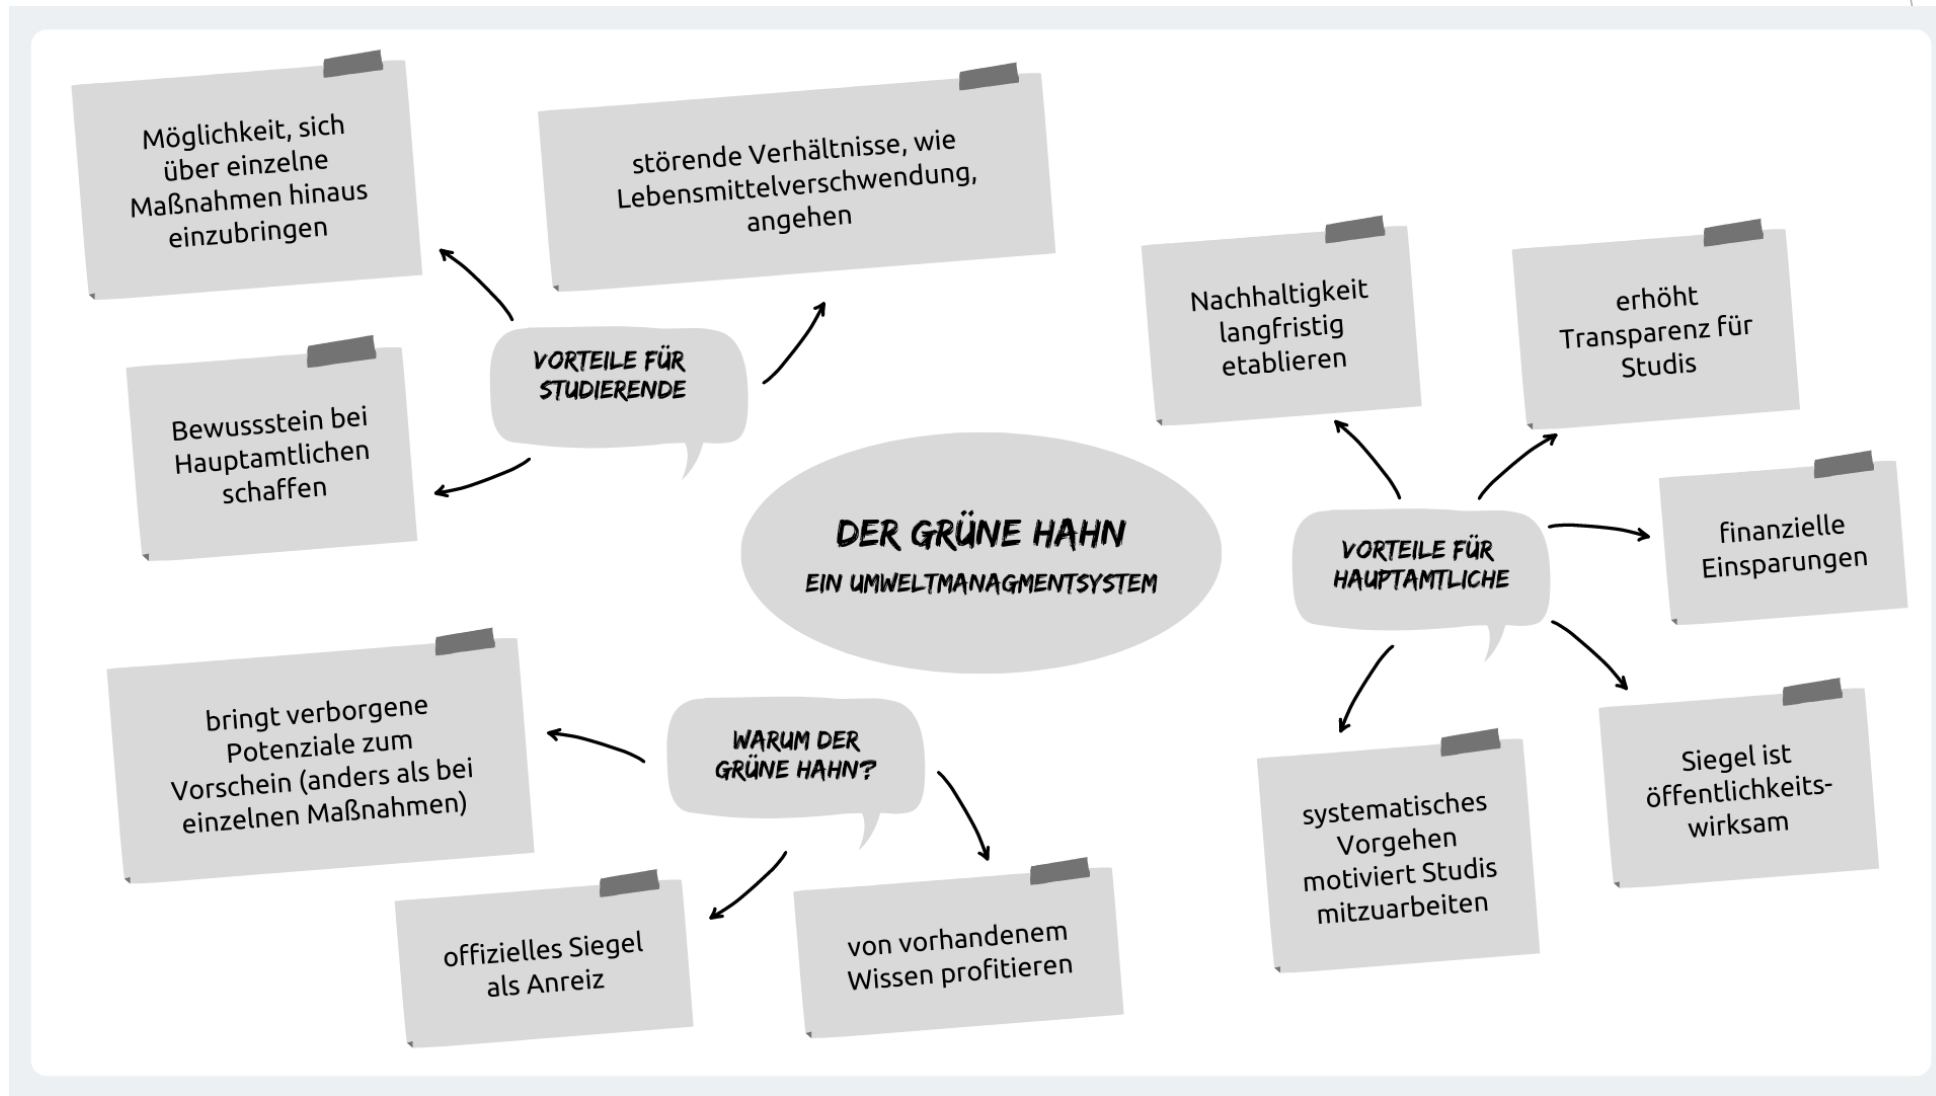 Möglichkeit, sich
über einzelne
Maßnahmen hinaus
einzubringen
störende Verhältnisse, wie
Lebensmittelverschwendung,
angehen
VORTEILE FÜR
STUDIERENDE
Bewussstein bei
Hauptamtlichen
schaffen
DER GRÜNE HAHN
EIN UMWELTMANAGMENTSYSTEM
Nachhaltigkeit
langfristig
etablieren
erhöht
Transparenz für
Studis
VORTEILE FÜR
HAUPTAMTLICHE
finanzielle
Einsparungen
systematisches
Vorgehen
motiviert Studis
mitzuarbeiten
Siegel ist
öffentlichkeits-
wirksam
bringt verborgene
Potenziale zum
Vorschein (anders als bei
einzelnen Maßnahmen)
WARUM DER
GRÜNE HAHN?
offizielles Siegel
als Anreiz
von vorhandenem
Wissen profitieren